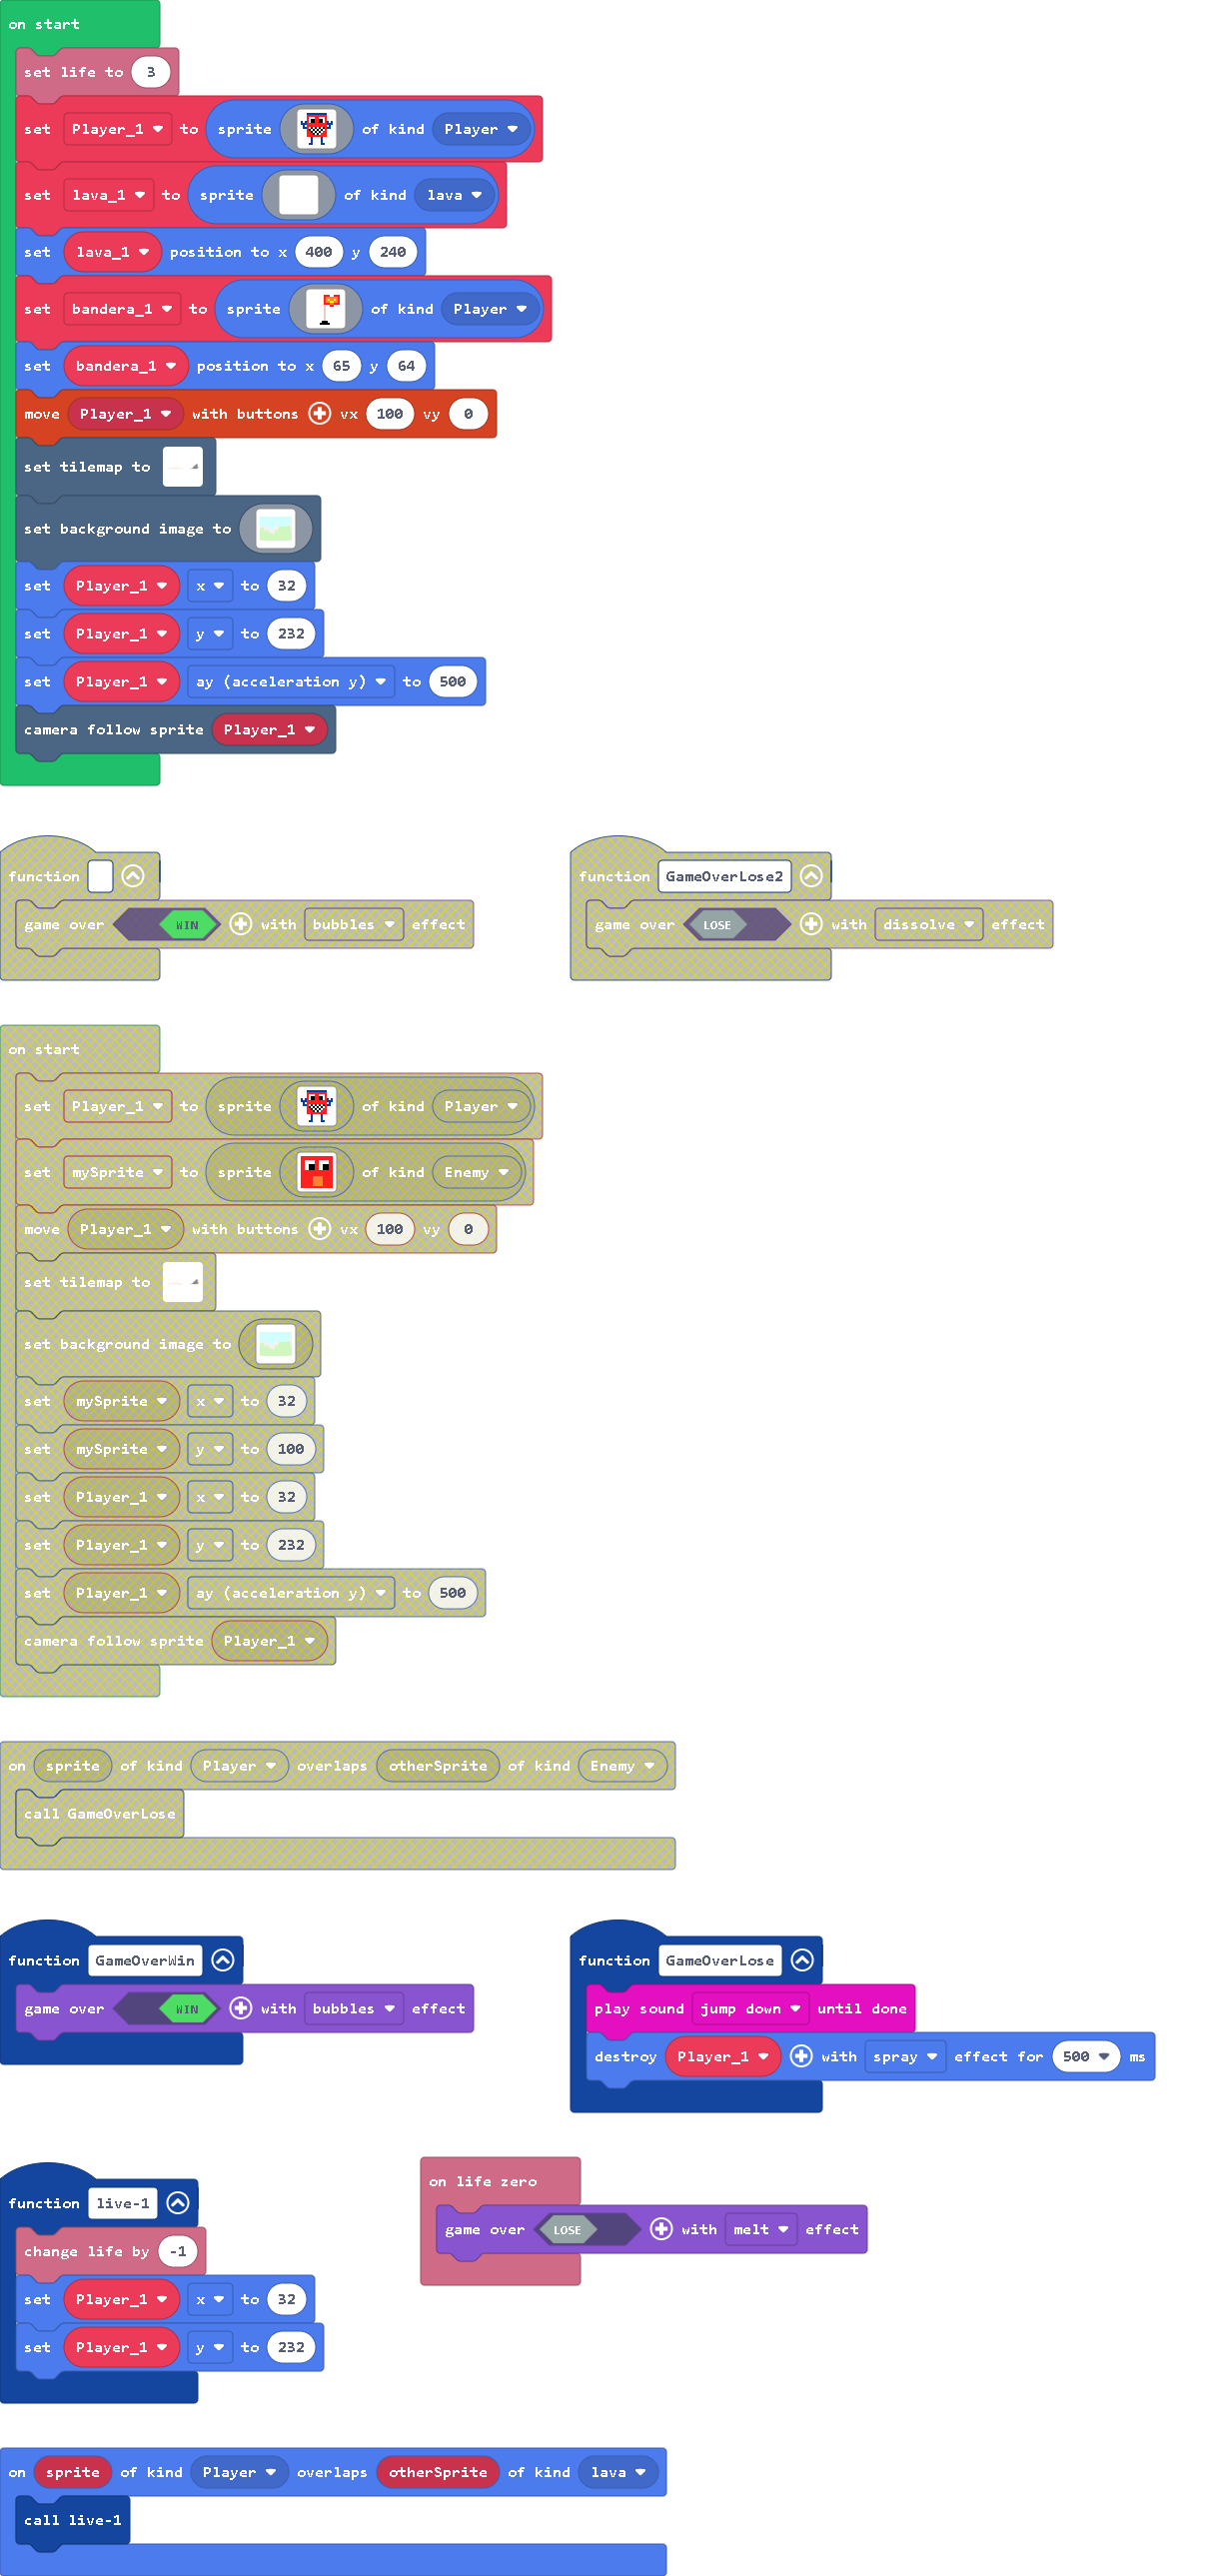 on start
set life to 3
set Player_1 to sprite of kind Player
set lava_1 to sprite of kind lava
set lava_1 position to x 400 y 240
set bandera_1 to sprite of kind Player
set bandera_1 position to x 65 y 64
move Player_1 with buttons vx 100 vy 0
set tilemap to
set background image to
set Player_1 x to 32
set Player_1 y to 232
set Player_1 ay (acceleration y) to 500
camera follow sprite Player_1
function
game over WIN with bubbles effect
function GameOverLose2
game over LOSE with dissolve effect
on start
set Player_1 to sprite of kind Player
set mySprite to sprite of kind Enemy
move Player_1 with buttons vx 100 vy 0
set tilemap to
set background image to
set mySprite x to 32
set mySprite y to 100
set Player_1 x to 32
set Player_1 y to 232
set Player_1 ay (acceleration y) to 500
camera follow sprite Player_1
on sprite of kind Player overlaps otherSprite of kind Enemy
call GameOverLose
function GameOverWin
game over WIN with bubbles effect
function GameOverLose
play sound jump down until done
destroy Player_1 with spray effect for 500 ms
function live-1
change life by -1
set Player_1 x to 32
set Player_1 y to 232
on life zero
game over LOSE with melt effect
on sprite of kind Player overlaps otherSprite of kind lava
call live-1